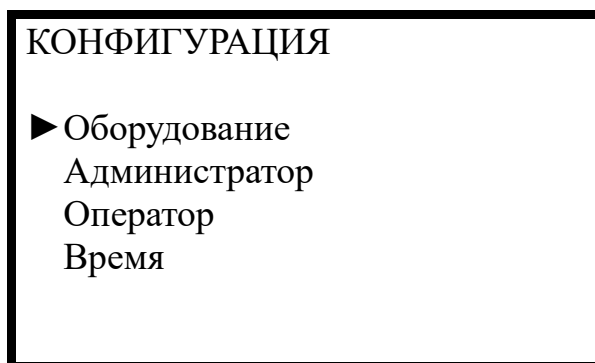 КОНФИГУРАЦИЯ
►Оборудование
Администратор
Оператор
Время